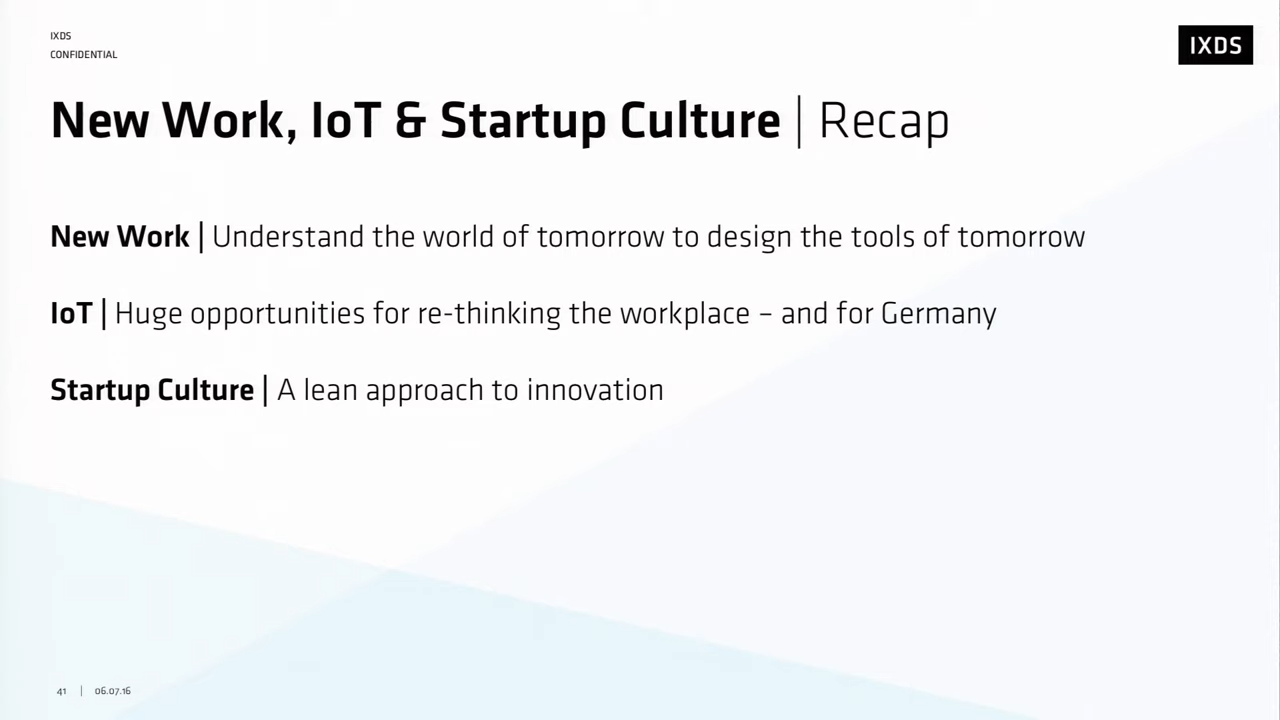 IXDS
CONFIDENTIAL
IXDS
New Work, IoT & Startup Culture | Recap
New Work | Understand the world of tomorrow to design the tools of tomorrow
IoT | Huge opportunities for re-thinking the workplace – and for Germany
Startup Culture | A lean approach to innovation
41 | 06.07.16